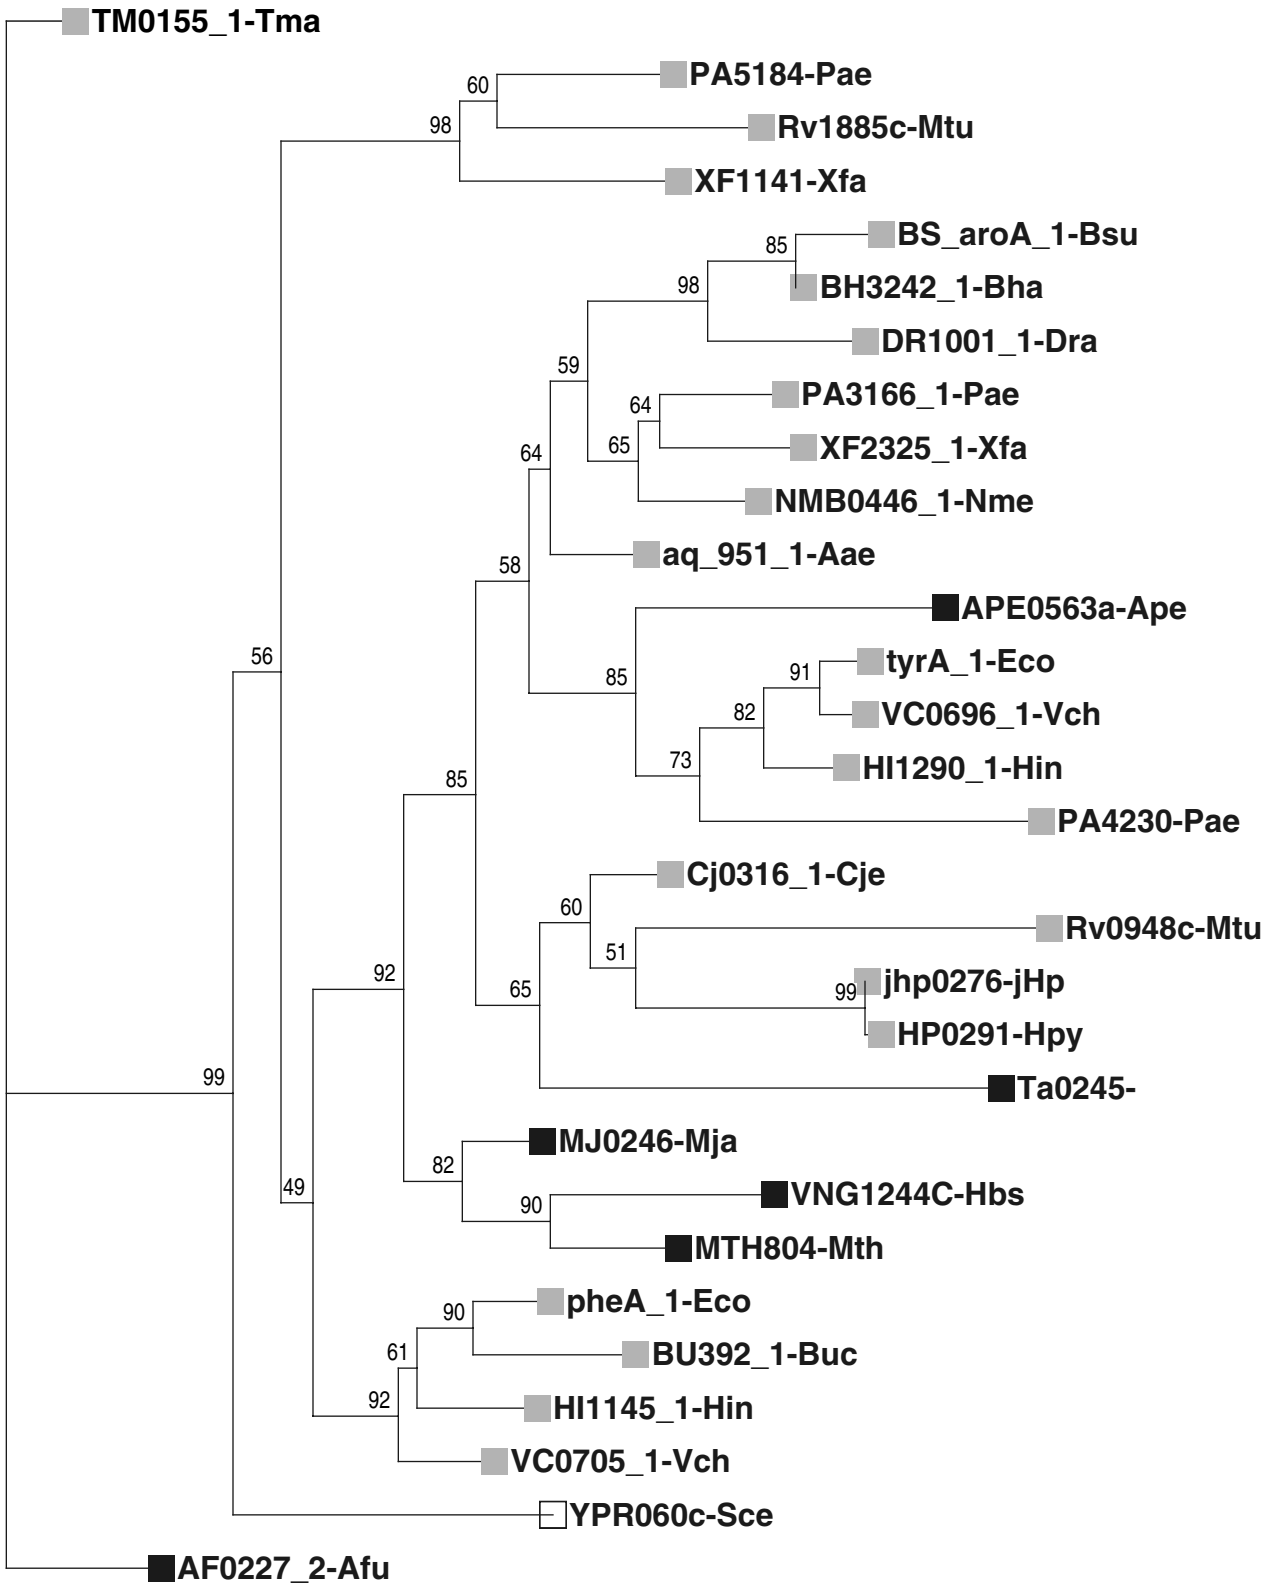 TM0155_1-Tma
PA5184-Pae
60
98
Rv1885c-Mtu
XF1141-Xfa
BS_aroA_1-Bsu
85
98
BH3242_1-Bha
DR1001_1-Dra
59
PA3166_1-Pae
64
65
64
XF2325_1-Xfa
NMB0446_1-Nme
aq_951_1-Aae
58
APE0563a-Ape
56
85
tyrA_1-Eco
91
82
VC0696_1-Vch
73
85
HI1290_1-Hin
PA4230-Pae
Cj0316_1-Cje
60
Rv0948c-Mtu
51
92
65
99
jhp0276-jHp
HP0291-Hpy
99
Ta0245-
MJ0246-Mja
82
49
90
VNG1244C-Hbs
MTH804-Mth
pheA_1-Eco
90
61
BU392_1-Buc
92
HI1145_1-Hin
VC0705_1-Vch
YPR060c-Sce
AF0227_2-Afu